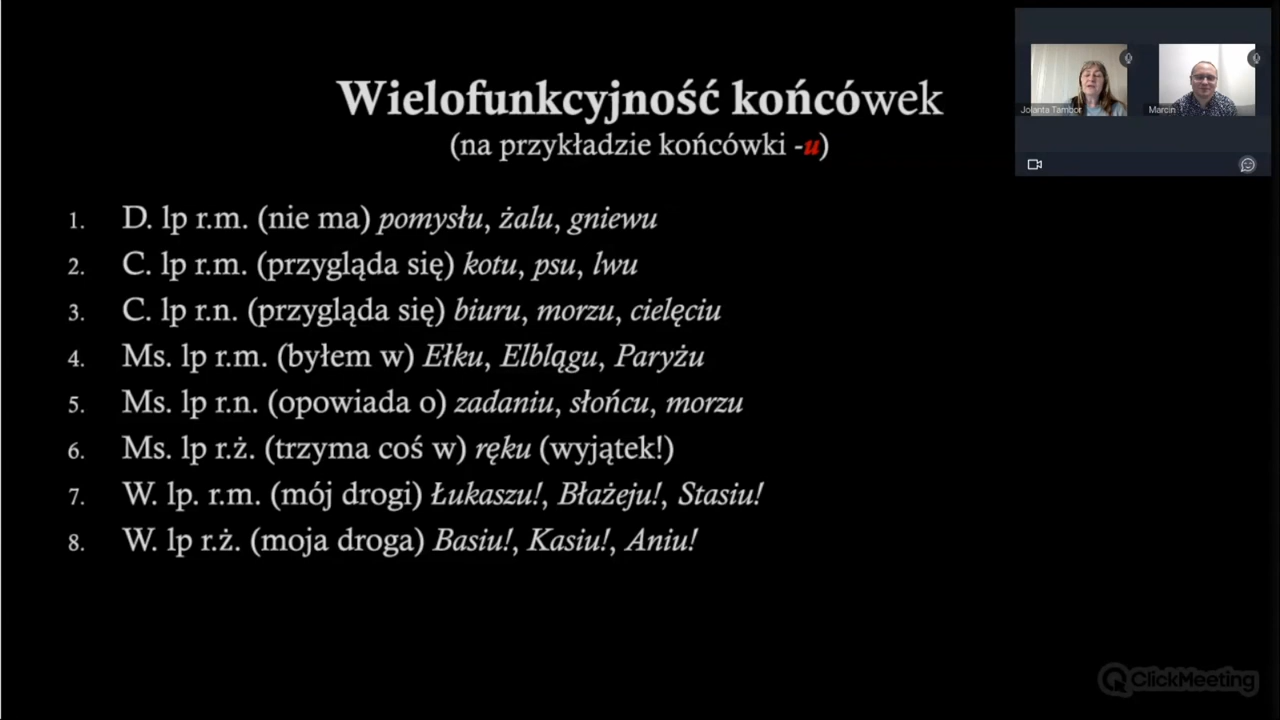 Wielofunkcyjność końcówek
(na przykładzie końcówki -u)
1. D. lp r.m. (nie ma) pomysłu, żalu, gniewu
2. C. lp r.m. (przygląda się) kotu, psu, lwu
3. C. lp r.n. (przygląda się) biuru, morzu, cielęciu
4. Ms. lp r.m. (byłem w) Ełku, Elblągu, Paryżu
5. Ms. lp r.n. (opowiada o) zadaniu, słońcu, morzu
6. Ms. lp r.ż. (trzyma coś w) ręku (wyjątek!)
7. W. lp. r.m. (mój drogi) Łukaszu!, Błażeju!, Stasiu!
8. W. lp r.ż. (moja droga) Basiu!, Kasiu!, Aniu!
Jolanta Tambor
Marcin
ClickMeeting